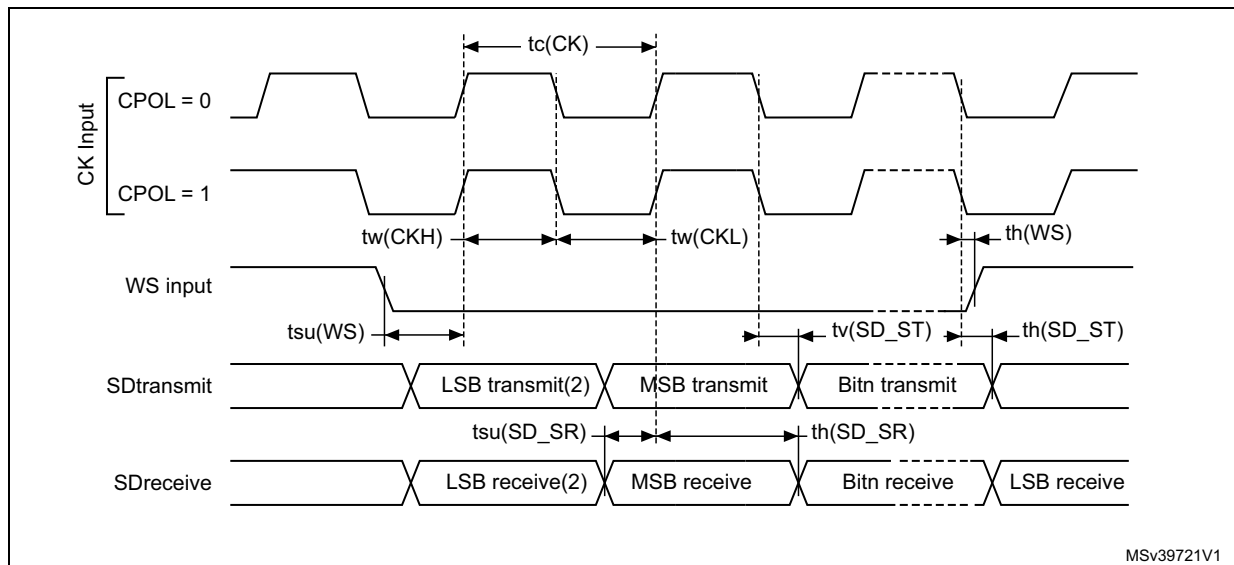 tc(CK)
CK Input
CPOL = 0
CPOL = 1
tw(CKH)
tw(CKL)
th(WS)
WS input
tsu(WS)
tv(SD_ST)
th(SD_ST)
SDtransmit
LSB transmit(2)
MSB transmit
Bitn transmit
tsu(SD_SR)
th(SD_SR)
SDreceive
LSB receive(2)
MSB receive
Bitn receive
LSB receive
MSv39721V1